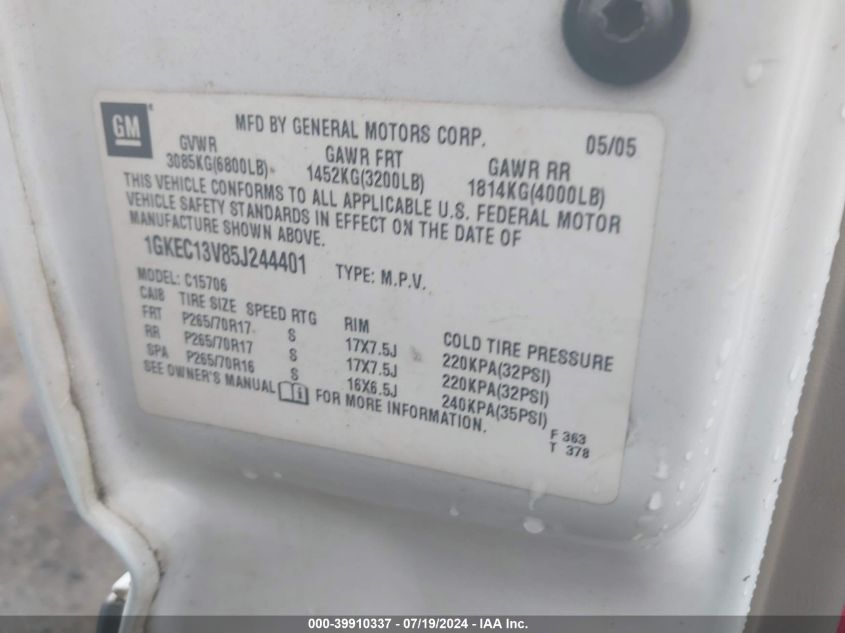 GM
MFD BY GENERAL MOTORS CORP. 05/05
GVWR GAWR FRT GAWR RR
3085KG(6800LB) 1452KG(3200LB) 1814KG(4000LB)
THIS VEHICLE CONFORMS TO ALL APPLICABLE U.S. FEDERAL MOTOR
VEHICLE SAFETY STANDARDS IN EFFECT ON THE DATE OF
MANUFACTURE SHOWN ABOVE.
1GKEC13V85J244401 TYPE: M.P.V.
MODEL: C15706
CAIB TIRE SIZE SPEED RTG RIM COLD TIRE PRESSURE
FRT P265/70R17 S 17X7.5J 220KPA(32PSI)
RR P265/70R17 S 17X7.5J 220KPA(32PSI)
SPA P265/70R16 S 16X6.5J 240KPA(35PSI)
SEE OWNER'S MANUAL i FOR MORE INFORMATION.
F 363
T 378
000-39910337 - 07/19/2024 - IAA Inc.